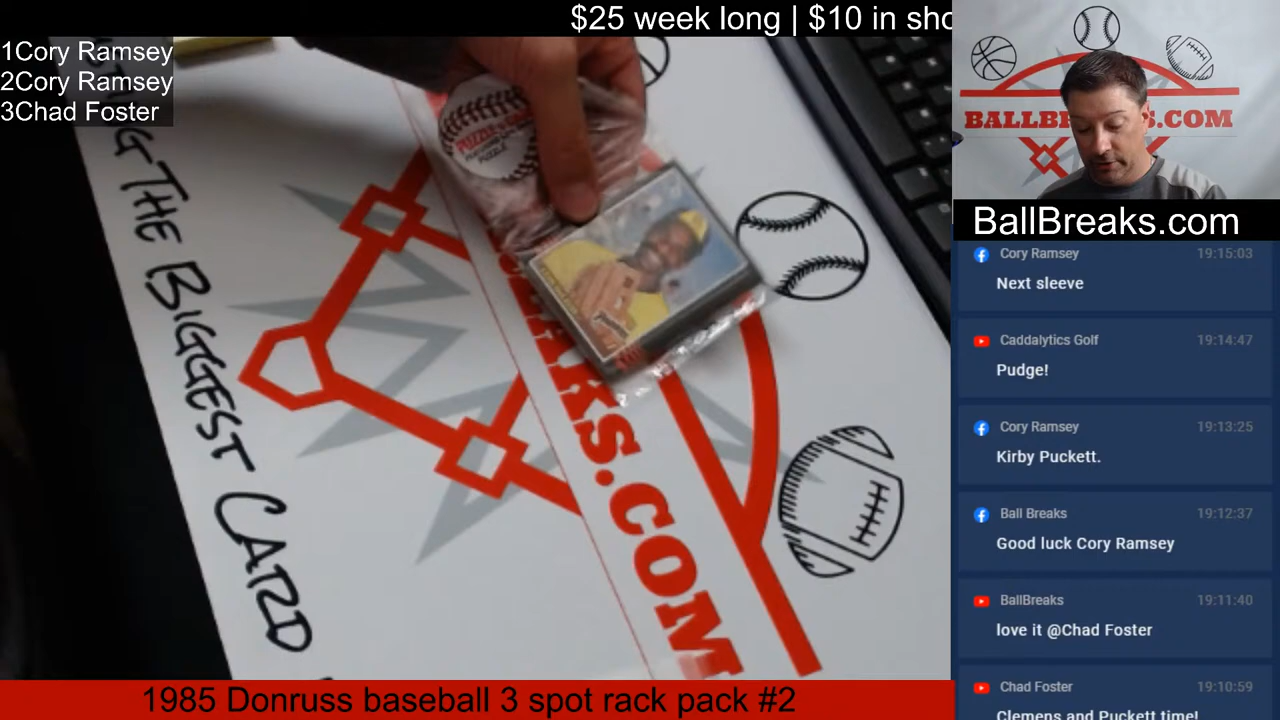 $25 week long | $10 in sho
1Cory Ramsey
2Cory Ramsey
3Chad Foster
THE BIGGEST CARD
.COM
PUZZLE
BALLBR
S.COM
BallBreaks.com
Cory Ramsey 19:15:03
Next sleeve
Caddalytics Golf 19:14:47
Pudge!
Cory Ramsey 19:13:25
Kirby Puckett.
Ball Breaks 19:12:37
Good luck Cory Ramsey
BallBreaks 19:11:40
love it @Chad Foster
Chad Foster 19:10:59
Clemens and Puckett time!
1985 Donruss baseball 3 spot rack pack #2